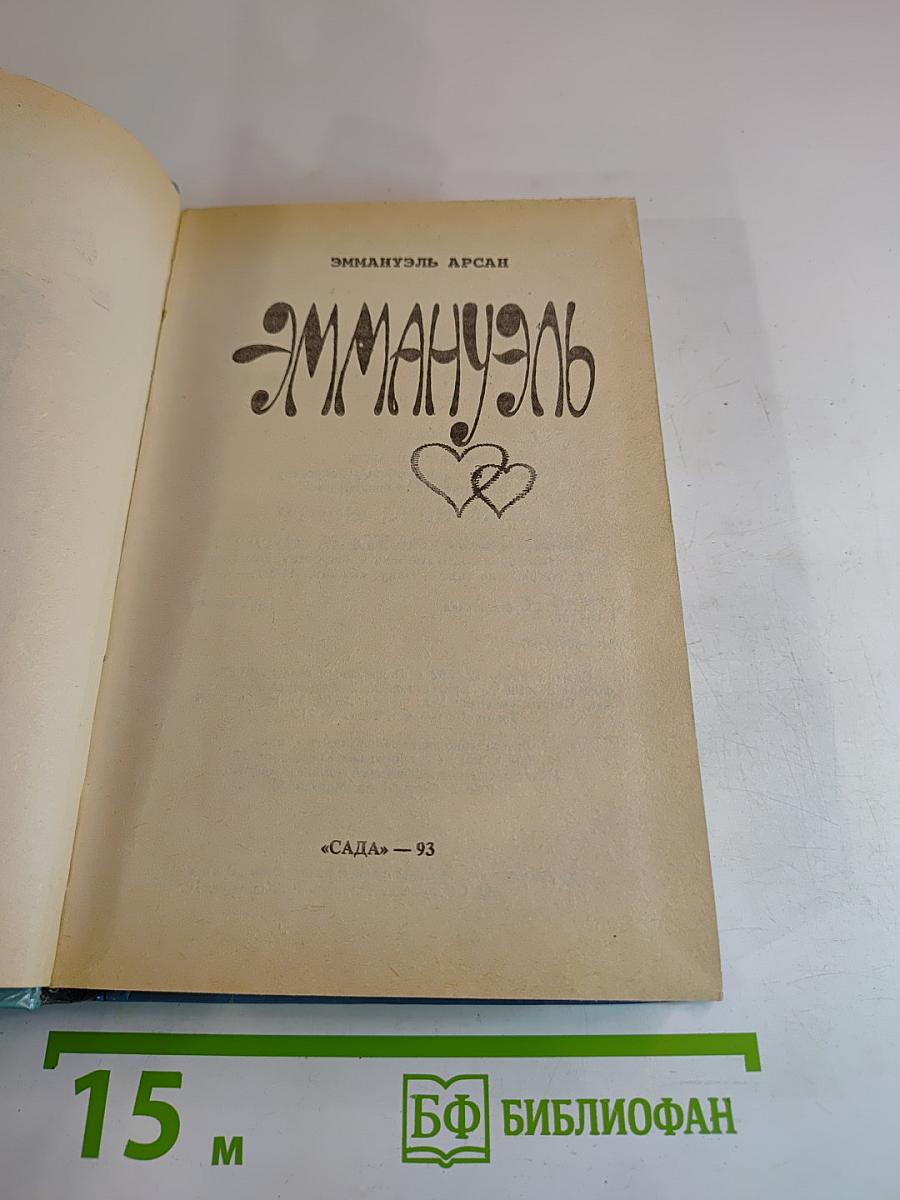 ЭММАНУЭЛЬ АРСАН
ЭММАНУЭЛЬ
«САДА» — 93
15 м
БФ БИБЛИОФАН